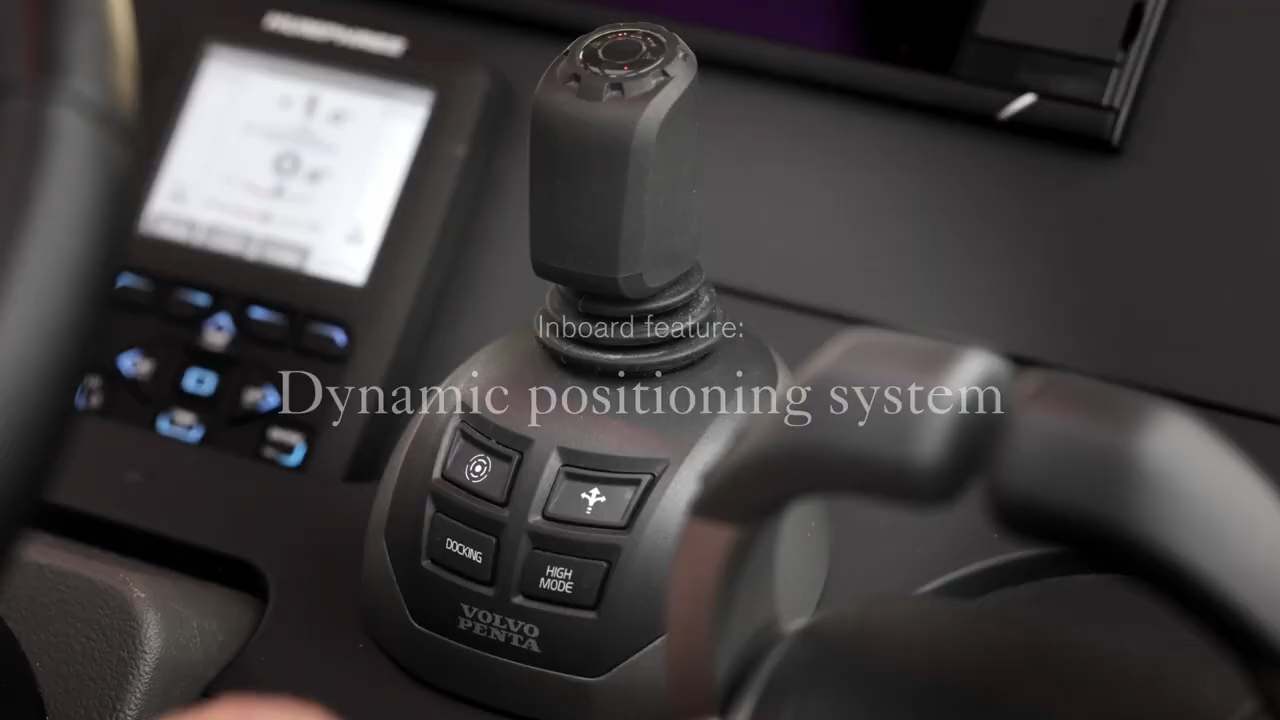 Inboard feature:
Dynamic positioning system
DOCKING
HIGH
MODE
VOLVO
PENTA